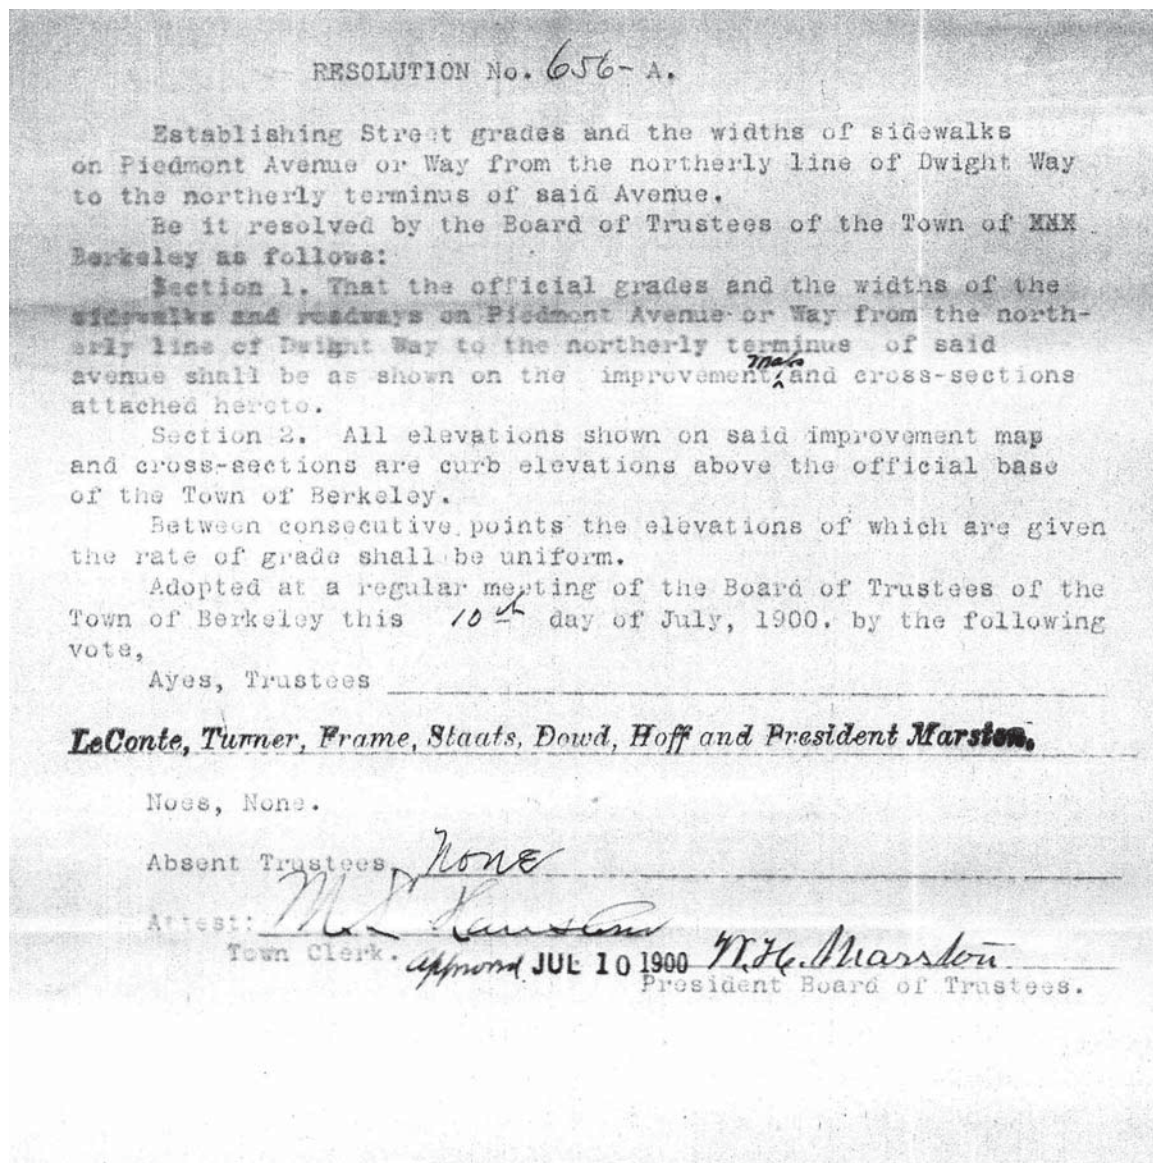 RESOLUTION No. 656- A.
Establishing Street grades and the widths of sidewalks
on Piedmont Avenue or Way from the northerly line of Dwight Way
to the northerly terminus of said Avenue.
Be it resolved by the Board of Trustees of the Town of XXX
Berkeley as follows:
Section 1. That the official grades and the widths of the
sidewalks and roadways on Piedmont Avenue or Way from the north-
erly line of Dwight Way to the northerly terminus of said
maps
avenue shall be as shown on the improvement ^ and cross-sections
attached hereto.
Section 2. All elevations shown on said improvement map
and cross-sections are curb elevations above the official base
of the Town of Berkeley.
Between consecutive points the elevations of which are given
the rate of grade shall be uniform.
Adopted at a regular meeting of the Board of Trustees of the
Town of Berkeley this 10th day of July, 1900. by the following
vote,
Ayes, Trustees
LeConte, Turner, Frame, Staats, Dowd, Hoff and President Marston.
Noes, None.
Absent Trustees, None
Attest:
Town Clerk. approved JUL 10 1900 W. H. Marston
President Board of Trustees.